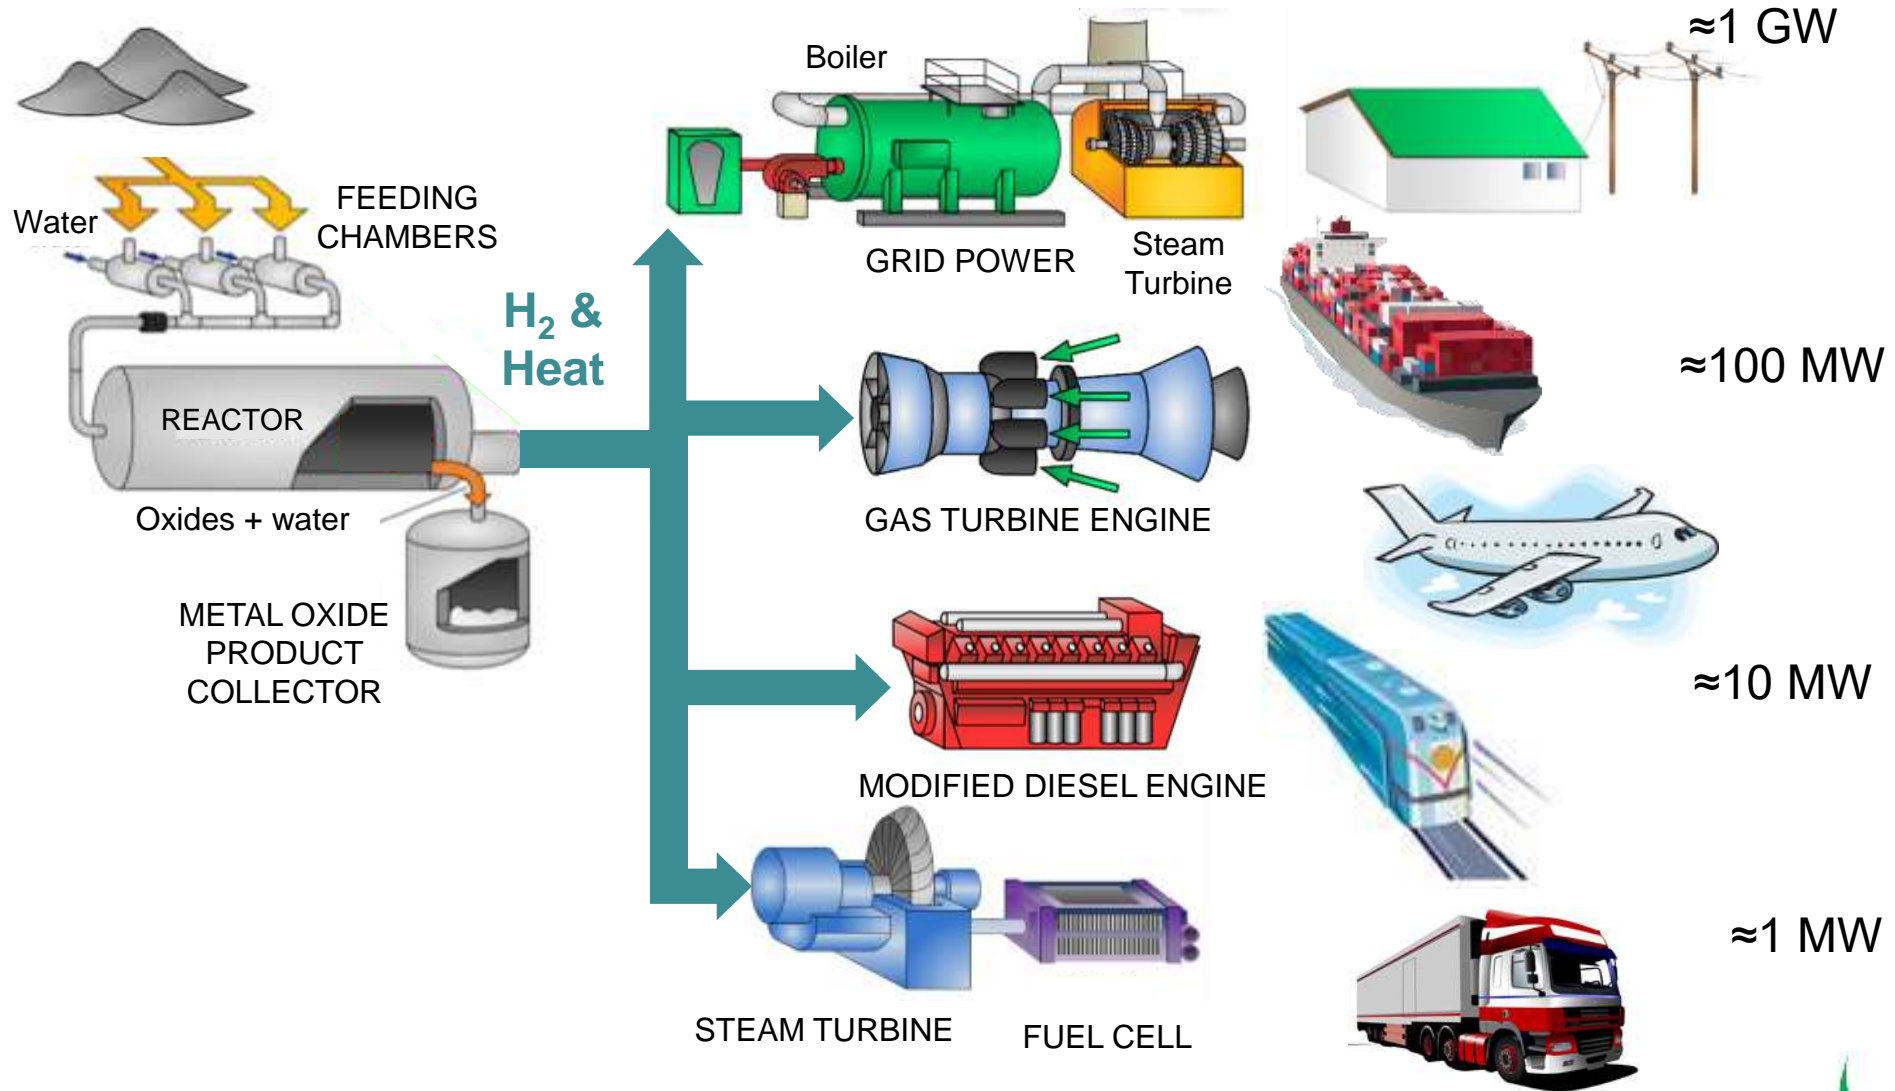 ≈1 GW
Boiler
Water
FEEDING
CHAMBERS
GRID POWER
Steam
Turbine
H₂ &
Heat
≈100 MW
REACTOR
Oxides + water
GAS TURBINE ENGINE
METAL OXIDE
PRODUCT
COLLECTOR
≈10 MW
MODIFIED DIESEL ENGINE
≈1 MW
STEAM TURBINE
FUEL CELL